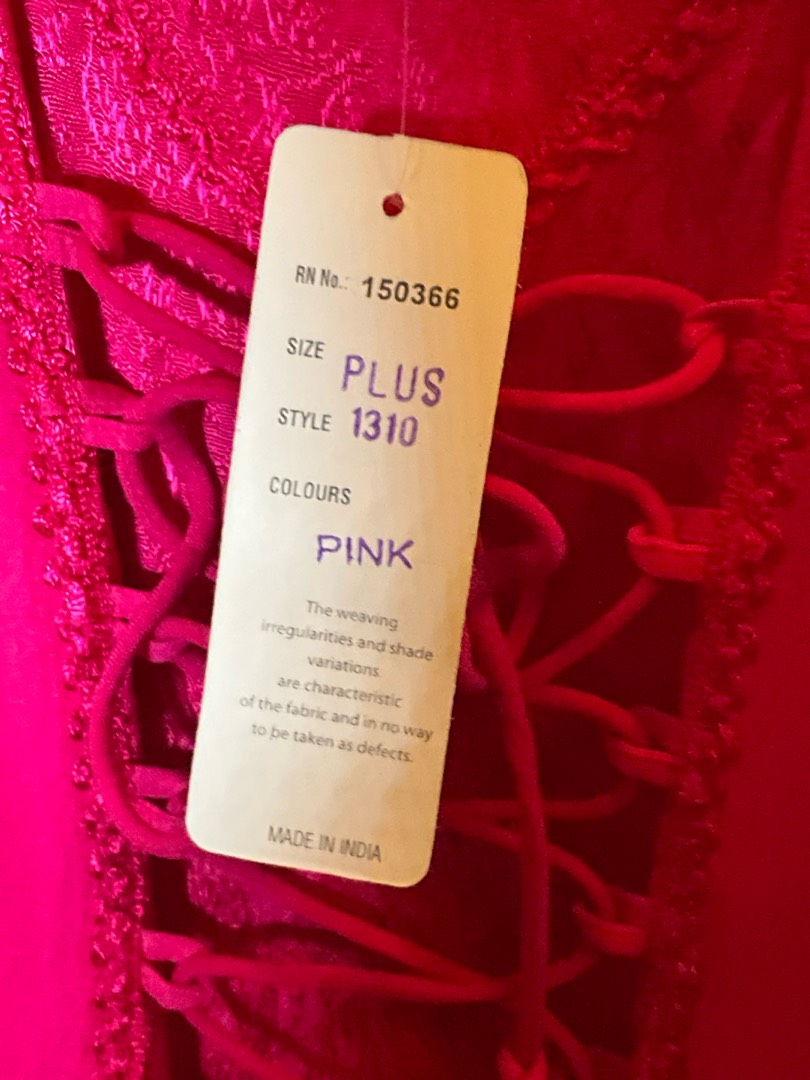 RN No.: 150366
SIZE PLUS
STYLE 1310
COLOURS
PINK
The weaving
irregularities and shade
variations
are characteristic
of the fabric and in no way
to be taken as defects.
MADE IN INDIA